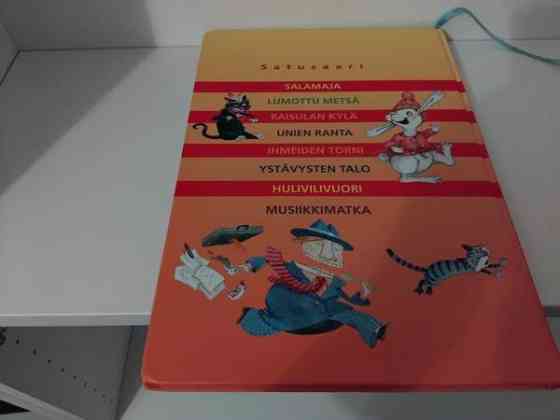 Satusaari
SALAMAJA
LUMOTTU METSÄ
KAISULAN KYLÄ
UNIEN RANTA
IHMEIDEN TORNI
YSTÄVYSTEN TALO
HULIVILIVUORI
MUSIIKKIMATKA